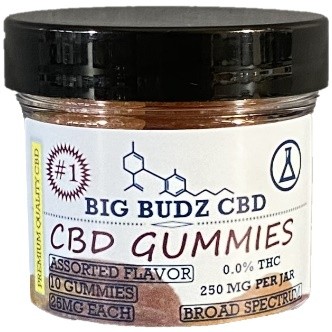 PREMIUM QUALITY CBD
#1
BIG BUDZ CBD
CBD GUMMIES
ASSORTED FLAVOR
0.0% THC
10 GUMMIES
250 MG PER JAR
25MG EACH
BROAD SPECTRUM